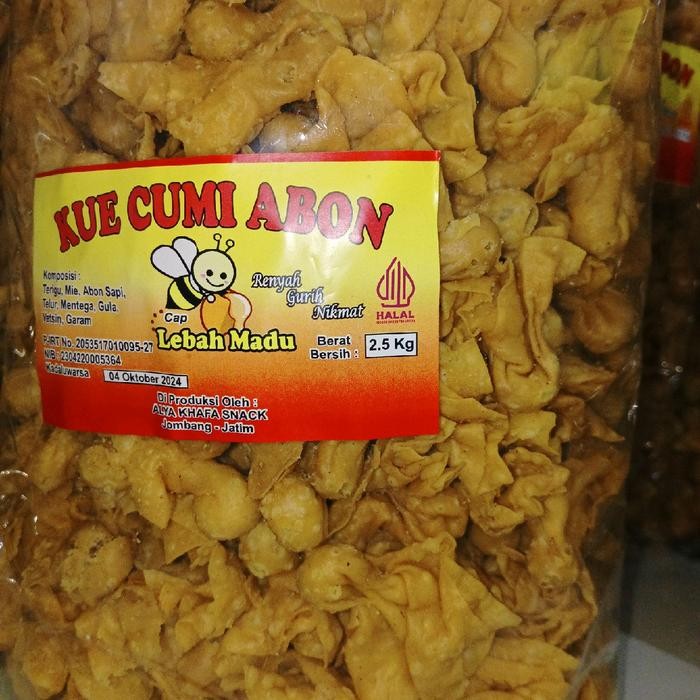 KUE CUMI ABON
Komposisi :
Terigu, Mie, Abon Sapi,
Telur, Mentega, Gula,
Vetsin, Garam
Renyah
Gurih
Nikmat
HALAL
Cap
Lebah Madu
Berat
Bersih :
2.5 Kg
PJRT No. 2053517010095-27
NIB : 2304220005364
Kadaluwarsa
04 Oktober 2024
Di Produksi Oleh :
ALYA KHAFA SNACK
Jombang - Jatim
BON